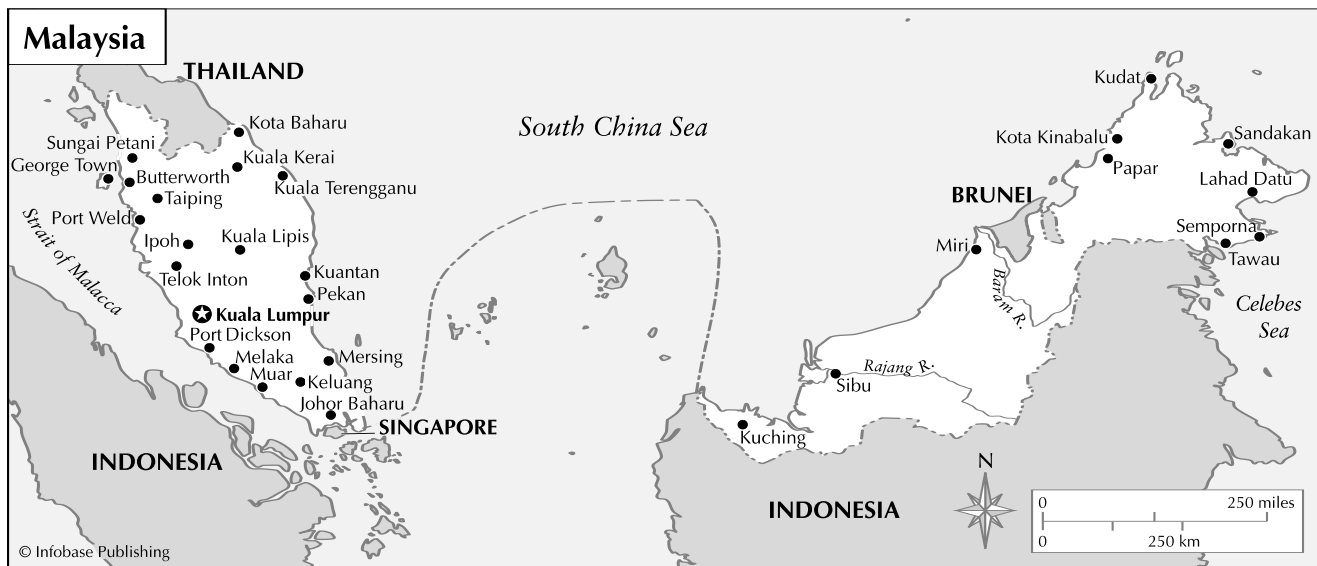 Malaysia
THAILAND
Kota Baharu
Sungai Petani
George Town
Kuala Kerai
Butterworth
Kuala Terengganu
Taiping
Port Weld
Strait of Malacca
Ipoh
Kuala Lipis
Telok Inton
Kuantan
Pekan
Kuala Lumpur
Port Dickson
Melaka
Mersing
Muar
Keluang
Johor Baharu
SINGAPORE
INDONESIA
South China Sea
Kudat
Kota Kinabalu
Sandakan
Papar
Lahad Datu
BRUNEI
Semporna
Miri
Tawau
Baram R.
Celebes
Sea
Rajang R.
Sibu
Kuching
INDONESIA
N
0
250 miles
0
250 km
© Infobase Publishing